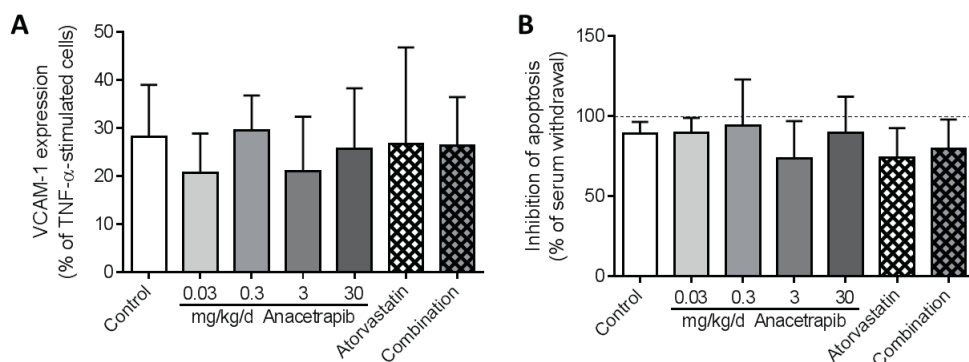 A
VCAM-1 expression
(% of TNF-α-stimulated cells)
50
40
30
20
10
0
Control
0.03 0.3 3 30
mg/kg/d Anacetrapib
Atorvastatin
Combination
B
Inhibition of apoptosis
(% of serum withdrawal)
150
100
50
0
Control
0.03 0.3 3 30
mg/kg/d Anacetrapib
Atorvastatin
Combination